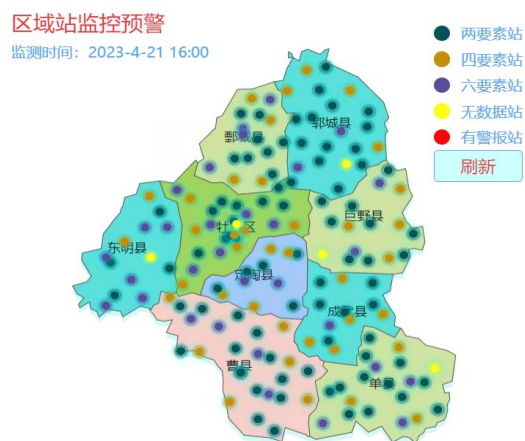 区域站监控预警
监测时间：2023-4-21 16:00
两要素站
四要素站
六要素站
无数据站
有警报站
刷新
郓城县
鄄城县
巨野县
东明县
定陶县
成武县
曹县
单县